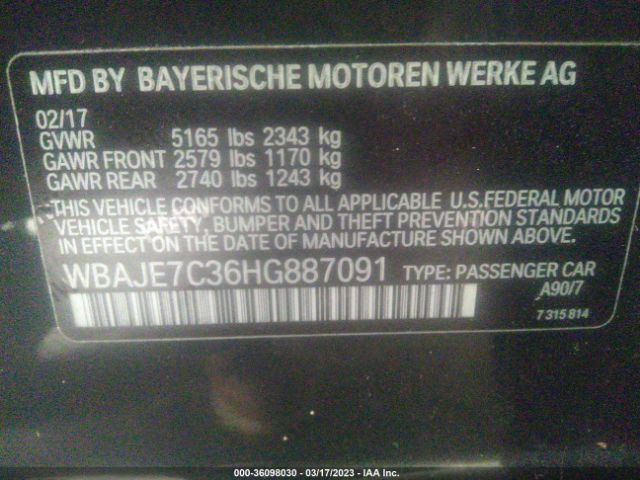 MFD BY BAYERISCHE MOTOREN WERKE AG
02/17
GVWR 5165 lbs 2343 kg
GAWR FRONT 2579 lbs 1170 kg
GAWR REAR 2740 lbs 1243 kg
THIS VEHICLE CONFORMS TO ALL APPLICABLE U.S.FEDERAL MOTOR
VEHICLE SAFETY, BUMPER AND THEFT PREVENTION STANDARDS
IN EFFECT ON THE DATE OF MANUFACTURE SHOWN ABOVE.
WBAJE7C36HG887091 TYPE: PASSENGER CAR
A90/7
7 315 814
000-36098030 - 03/17/2023 - IAA Inc.